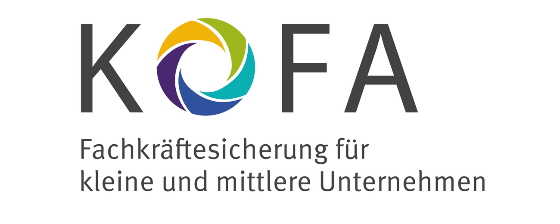 KOFA
Fachkräftesicherung für
kleine und mittlere Unternehmen